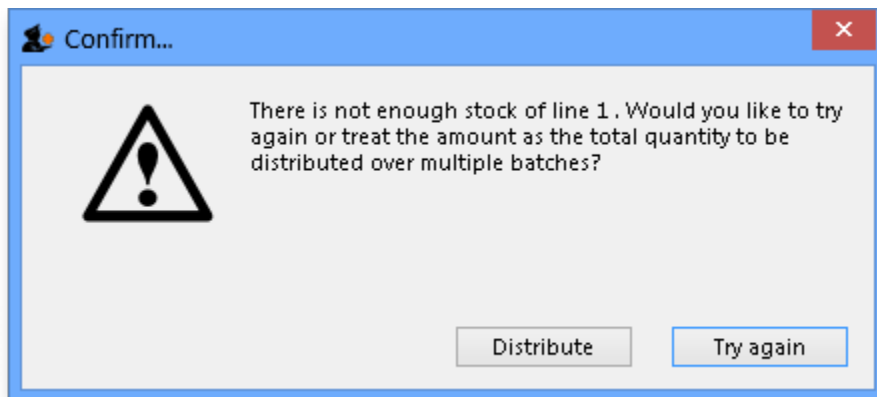 Confirm...
There is not enough stock of line 1 . Would you like to try
again or treat the amount as the total quantity to be
distributed over multiple batches?
Distribute
Try again